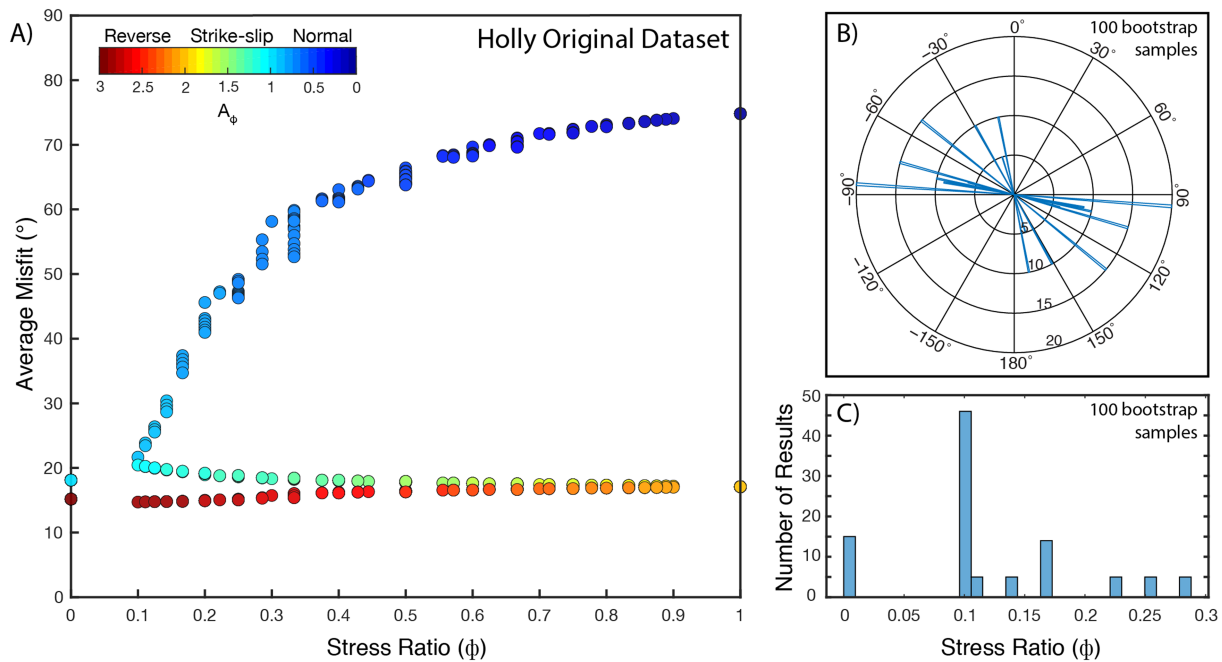 A)
Holly Original Dataset
Reverse Strike-slip Normal
3 2.5 2 1.5 1 0.5 0
Aϕ
Average Misfit (°)
90
80
70
60
50
40
30
20
10
0
0 0.1 0.2 0.3 0.4 0.5 0.6 0.7 0.8 0.9 1
Stress Ratio (ϕ)
B)
100 bootstrap
samples
0°
30°
60°
90°
120°
150°
180°
−150°
−120°
−90°
−60°
−30°
5
10
15
20
C)
100 bootstrap
samples
Number of Results
50
40
30
20
10
0
0 0.05 0.1 0.15 0.2 0.25 0.3
Stress Ratio (ϕ)